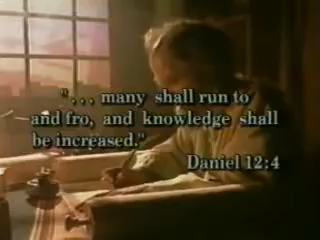 ". . . many shall run to
and fro, and knowledge shall
be increased."
Daniel 12:4